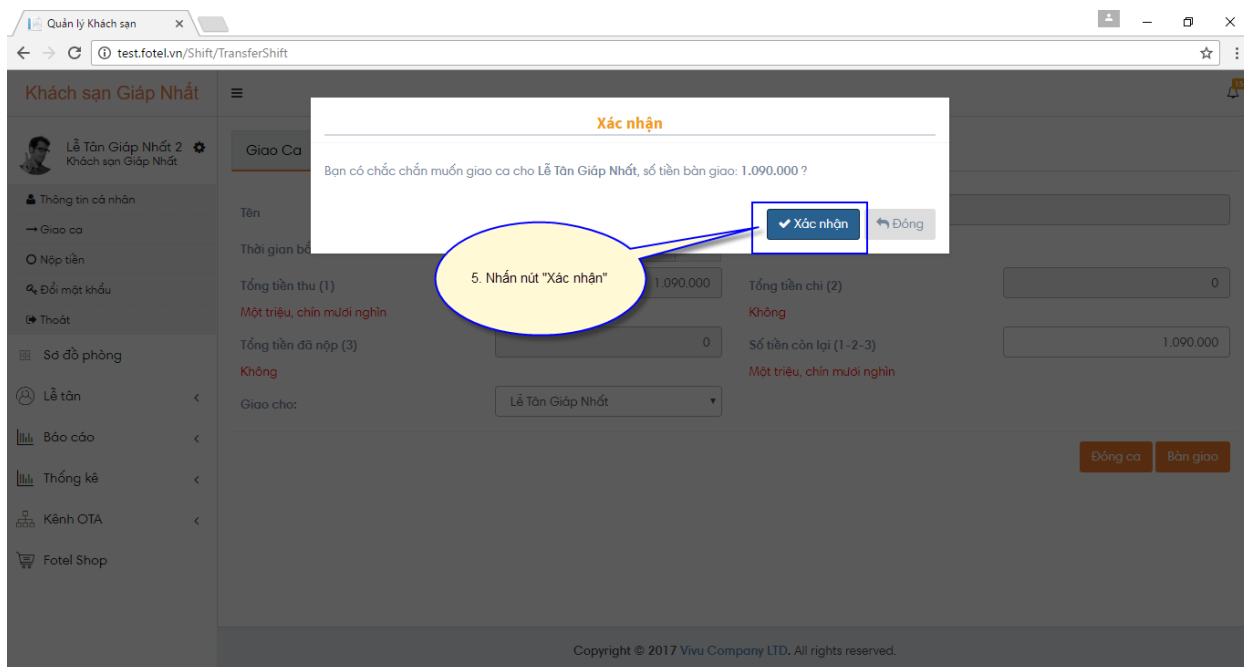 Quản lý Khách sạn
test.fotel.vn/Shift/TransferShift
Khách sạn Giáp Nhất
Lễ Tân Giáp Nhất 2
Khách sạn Giáp Nhất
Thông tin cá nhân
Giao ca
Nộp tiền
Đổi mật khẩu
Thoát
Sơ đồ phòng
Lễ tân
Báo cáo
Thống kê
Kênh OTA
Fotel Shop
Giao Ca
Xác nhận
Bạn có chắc chắn muốn giao ca cho Lễ Tân Giáp Nhất, số tiền bàn giao: 1.090.000 ?
Xác nhận
Đóng
5. Nhấn nút "Xác nhận"
Tên
Thời gian
Tổng tiền thu (1)
1.090.000
Tổng tiền chi (2)
0
Một triệu, chín mươi nghìn
Không
Tổng tiền đã nộp (3)
0
Số tiền còn lại (1-2-3)
1.090.000
Không
Một triệu, chín mươi nghìn
Giao cho:
Lễ Tân Giáp Nhất
Đóng ca
Bàn giao
Copyright © 2017 Vivu Company LTD. All rights reserved.